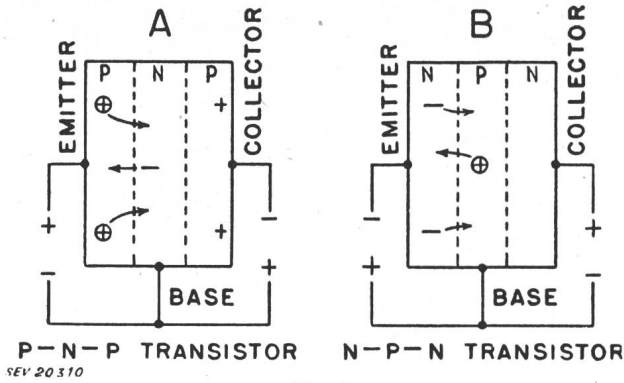 A
EMITTER
P N P
COLLECTOR
+
+
+
−
−
+
−
−
+
BASE
P-N-P TRANSISTOR
SEV 20310
B
EMITTER
N P N
COLLECTOR
−
+
−
−
+
+
−
BASE
N-P-N TRANSISTOR